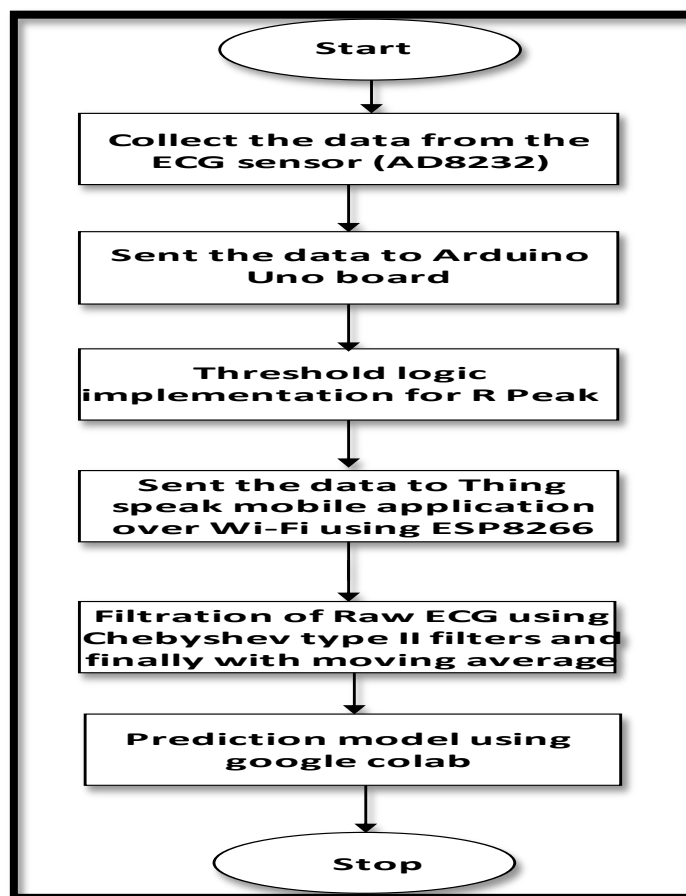 Start
Collect the data from the
ECG sensor (AD8232)
Sent the data to Arduino
Uno board
Threshold logic
implementation for R Peak
Sent the data to Thing
speak mobile application
over Wi-Fi using ESP8266
Filtration of Raw ECG using
Chebyshev type II filters and
finally with moving average
Prediction model using
google colab
Stop